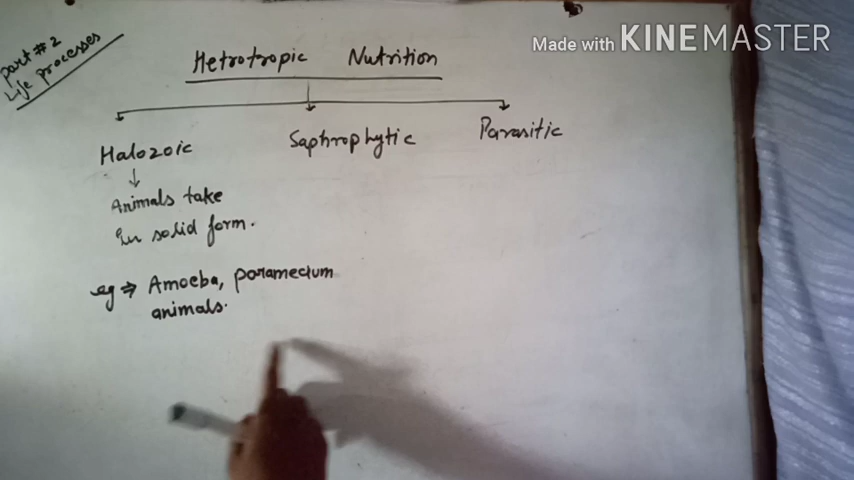 part # 2
Life processes
Made with KINEMASTER
Hetrotropic Nutrition
Halozoic
Saphrophytic
Parasitic
Animals take
in solid form.
eg ⇒ Amoeba, paramecium
animals.